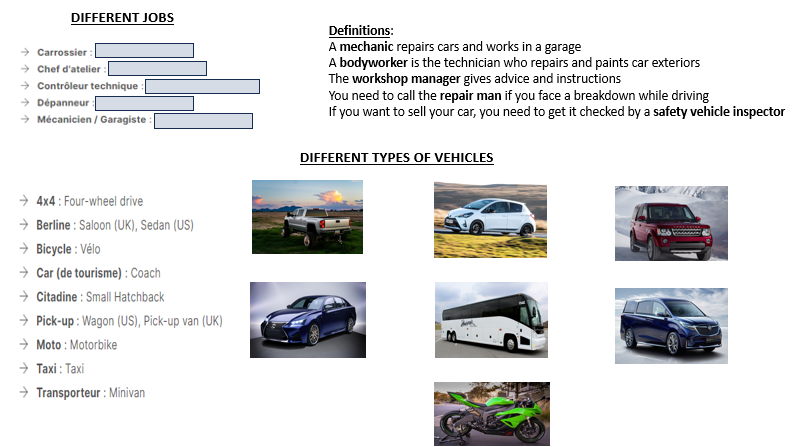 DIFFERENT JOBS
→ Carrossier :
→ Chef d'atelier :
→ Contrôleur technique :
→ Dépanneur :
→ Mécanicien / Garagiste :
Definitions:
A mechanic repairs cars and works in a garage
A bodyworker is the technician who repairs and paints car exteriors
The workshop manager gives advice and instructions
You need to call the repair man if you face a breakdown while driving
If you want to sell your car, you need to get it checked by a safety vehicle inspector
DIFFERENT TYPES OF VEHICLES
→ 4x4 : Four-wheel drive
→ Berline : Saloon (UK), Sedan (US)
→ Bicycle : Vélo
→ Car (de tourisme) : Coach
→ Citadine : Small Hatchback
→ Pick-up : Wagon (US), Pick-up van (UK)
→ Moto : Motorbike
→ Taxi : Taxi
→ Transporteur : Minivan